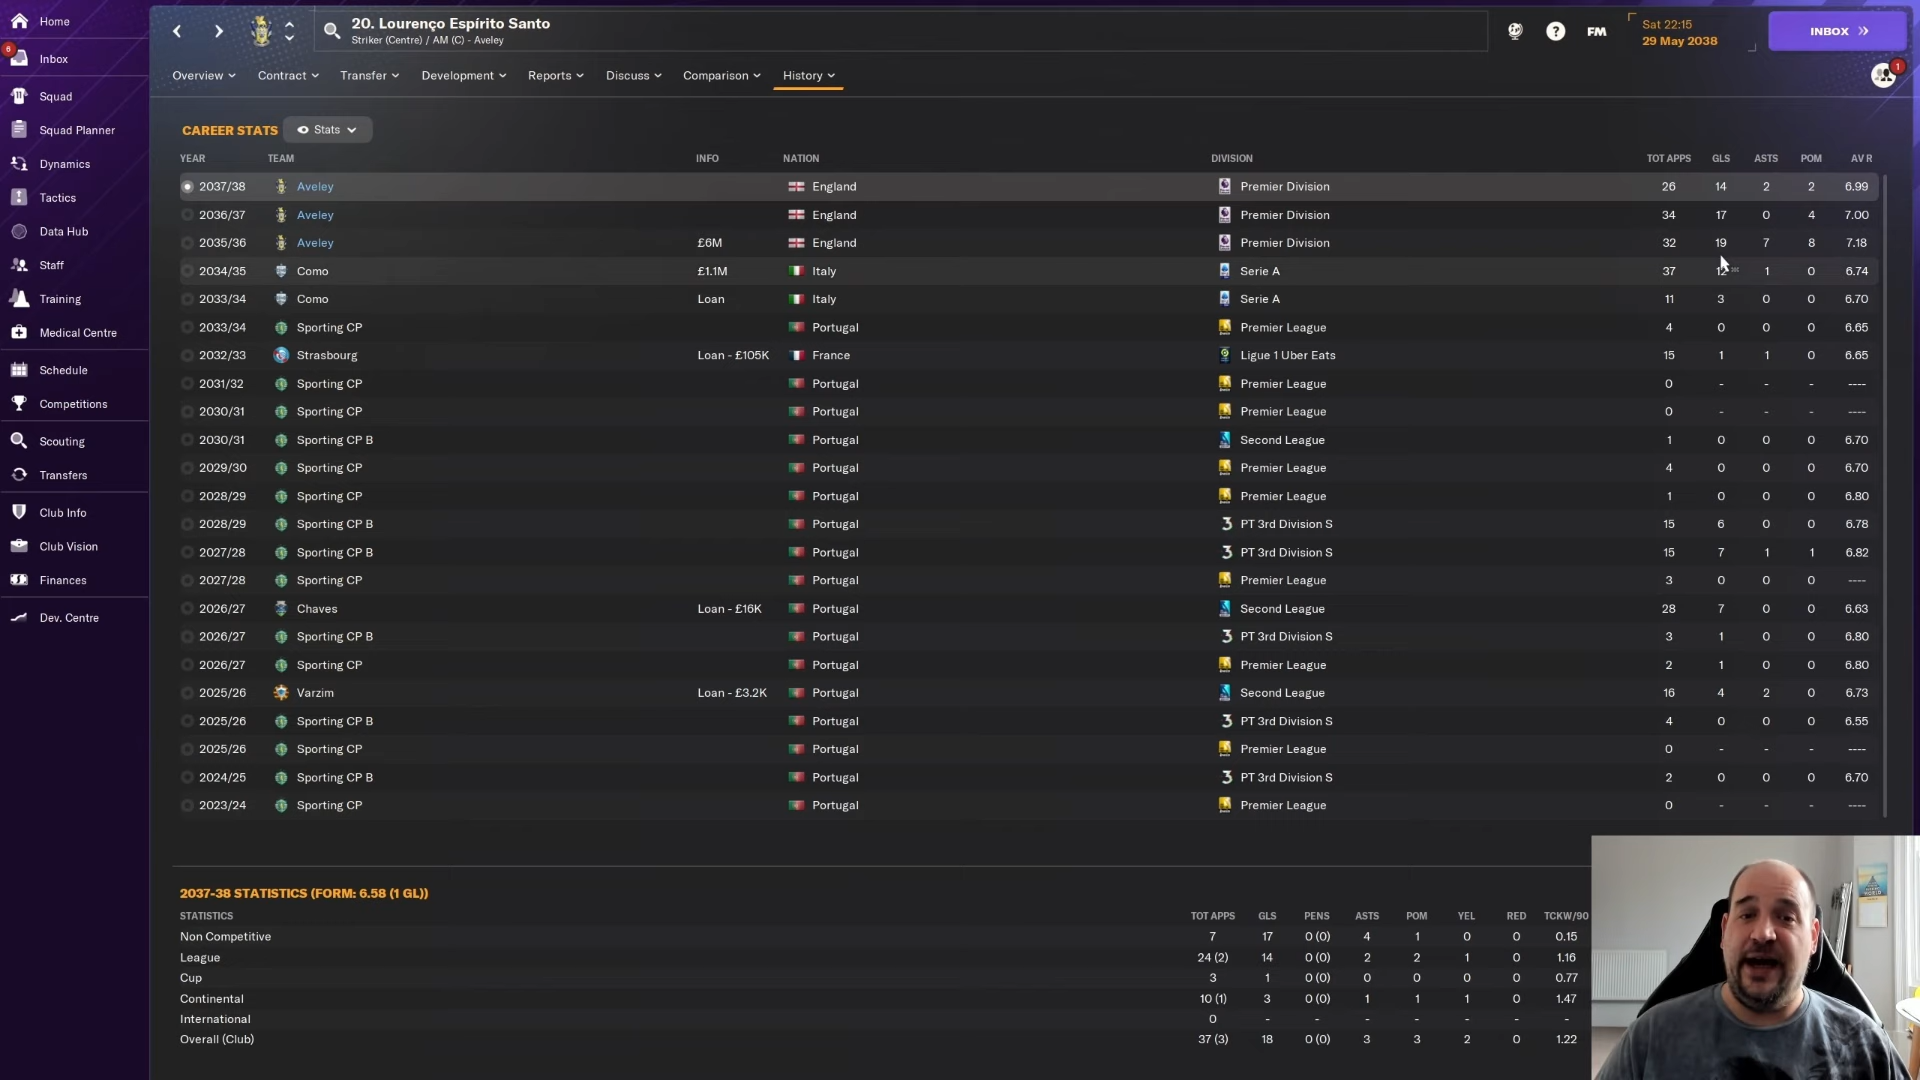 Home
6
Inbox
Squad
Squad Planner
Dynamics
Tactics
Data Hub
Staff
Training
Medical Centre
Schedule
Competitions
Scouting
Transfers
Club Info
Club Vision
Finances
Dev. Centre
20. Lourenço Espírito Santo
Striker (Centre) / AM (C) - Aveley
FM
Sat 22:15
29 May 2038
INBOX
1
Overview
Contract
Transfer
Development
Reports
Discuss
Comparison
History
CAREER STATS
Stats
YEAR TEAM INFO NATION DIVISION TOT APPS GLS ASTS POM AV R
2037/38 Aveley England Premier Division 26 14 2 2 6.99
2036/37 Aveley England Premier Division 34 17 0 4 7.00
2035/36 Aveley £6M England Premier Division 32 19 7 8 7.18
2034/35 Como £1.1M Italy Serie A 37 12 1 0 6.74
2033/34 Como Loan Italy Serie A 11 3 0 0 6.70
2033/34 Sporting CP Portugal Premier League 4 0 0 0 6.65
2032/33 Strasbourg Loan - £105K France Ligue 1 Uber Eats 15 1 1 0 6.65
2031/32 Sporting CP Portugal Premier League 0 - - - ----
2030/31 Sporting CP Portugal Premier League 0 - - - ----
2030/31 Sporting CP B Portugal Second League 1 0 0 0 6.70
2029/30 Sporting CP Portugal Premier League 4 0 0 0 6.70
2028/29 Sporting CP Portugal Premier League 1 0 0 0 6.80
2028/29 Sporting CP B Portugal 3 PT 3rd Division S 15 6 0 0 6.78
2027/28 Sporting CP B Portugal 3 PT 3rd Division S 15 7 1 1 6.82
2027/28 Sporting CP Portugal Premier League 3 0 0 0 ----
2026/27 Chaves Loan - £16K Portugal Second League 28 7 0 0 6.63
2026/27 Sporting CP B Portugal 3 PT 3rd Division S 3 1 0 0 6.80
2026/27 Sporting CP Portugal Premier League 2 1 0 0 6.80
2025/26 Varzim Loan - £3.2K Portugal Second League 16 4 2 0 6.73
2025/26 Sporting CP B Portugal 3 PT 3rd Division S 4 0 0 0 6.55
2025/26 Sporting CP Portugal Premier League 0 - - - ----
2024/25 Sporting CP B Portugal 3 PT 3rd Division S 2 0 0 0 6.70
2023/24 Sporting CP Portugal Premier League 0 - - - ----
2037-38 STATISTICS (FORM: 6.58 (1 GL))
STATISTICS TOT APPS GLS PENS ASTS POM YEL RED TCKW/90
Non Competitive 7 17 0 (0) 4 1 0 0 0.15
League 24 (2) 14 0 (0) 2 2 1 0 1.16
Cup 3 1 0 (0) 0 0 0 0 0.77
Continental 10 (1) 3 0 (0) 1 1 1 0 1.47
International 0 - - - - - - -
Overall (Club) 37 (3) 18 0 (0) 3 3 2 0 1.22